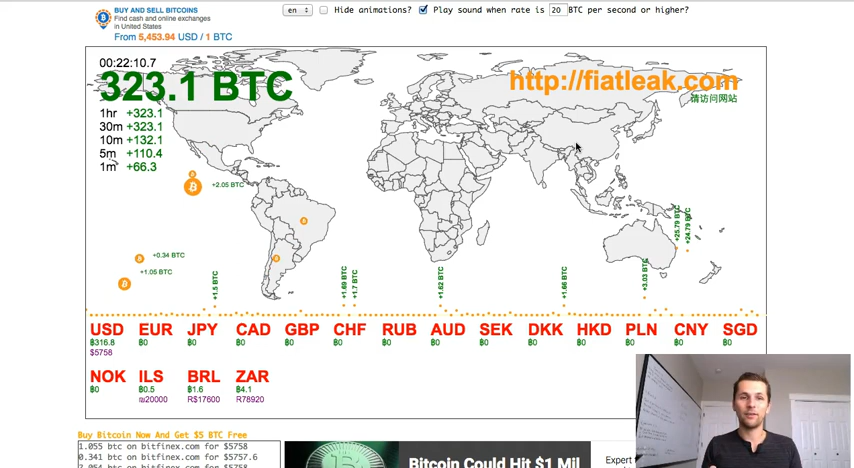 BUY AND SELL BITCOINS
Find cash and online exchanges
in United States
From 5,453.94 USD / 1 BTC
en Hide animations? Play sound when rate is 20 BTC per second or higher?
00:22:10.7
323.1 BTC
http://fiatleak.com
请访问网站
1hr +323.1
30m +323.1
10m +132.1
5m +110.4
1m +66.3
+2.05 BTC
+0.34 BTC
+1.05 BTC
+1.5 BTC
+1.69 BTC
+1.7 BTC
+1.62 BTC
+1.66 BTC
+3.03 BTC
+25.79 BTC
+24.79 BTC
USD EUR JPY CAD GBP CHF RUB AUD SEK DKK HKD PLN CNY SGD
฿316.8 ฿0 ฿0 ฿0 ฿0 ฿0 ฿0 ฿0 ฿0 ฿0 ฿0 ฿0 ฿0 ฿0
$5758
NOK ILS BRL ZAR
฿0 ฿0.5 ฿1.6 ฿4.1
₪20000 R$17600 R78920
Buy Bitcoin Now And Get $5 BTC Free
1.055 btc on bitfinex.com for $5758
0.341 btc on bitfinex.com for $5757.6
2.054 btc on bitfinex.com for $5758
Bitcoin Could Hit $1 Mil
Expert